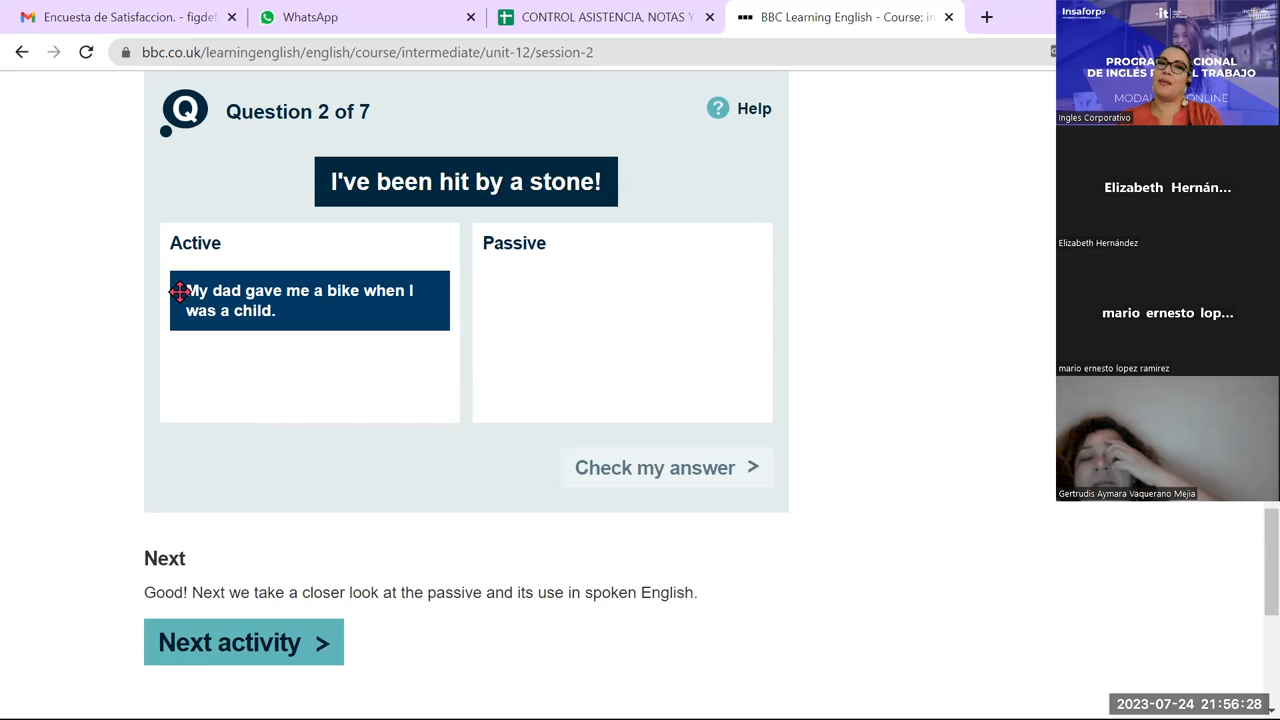 Encuesta de Satisfaccion. - figdef
WhatsApp
CONTROL ASISTENCIA, NOTAS Y
BBC Learning English - Course: in
bbc.co.uk/learningenglish/english/course/intermediate/unit-12/session-2
Q
Question 2 of 7
? Help
I've been hit by a stone!
Active
Passive
My dad gave me a bike when I
was a child.
Check my answer >
Next
Good! Next we take a closer look at the passive and its use in spoken English.
Next activity >
Insaforp
it
DE INGLÉS
L TRABAJO
Ingles Corporativo
Elizabeth Hernán...
Elizabeth Hernández
mario ernesto lop...
mario ernesto lopez ramirez
Gertrudis Aymara Vaquerano Mejia
2023-07-24 21:56:28